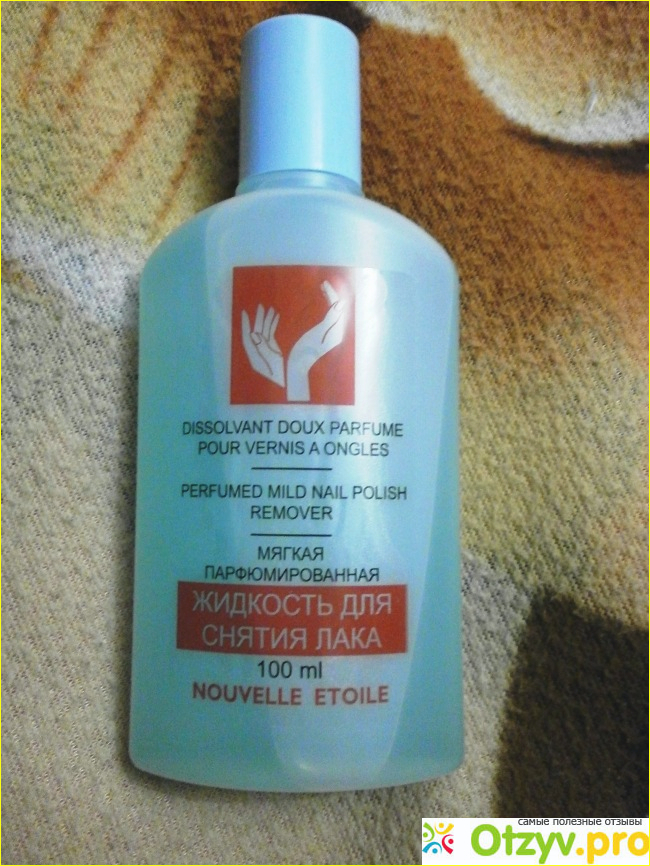 DISSOLVANT DOUX PARFUME
POUR VERNIS A ONGLES
PERFUMED MILD NAIL POLISH
REMOVER
МЯГКАЯ
ПАРФЮМИРОВАННАЯ
ЖИДКОСТЬ ДЛЯ
СНЯТИЯ ЛАКА
100 ml
NOUVELLE ETOILE
самые полезные отзывы
Otzyv.pro